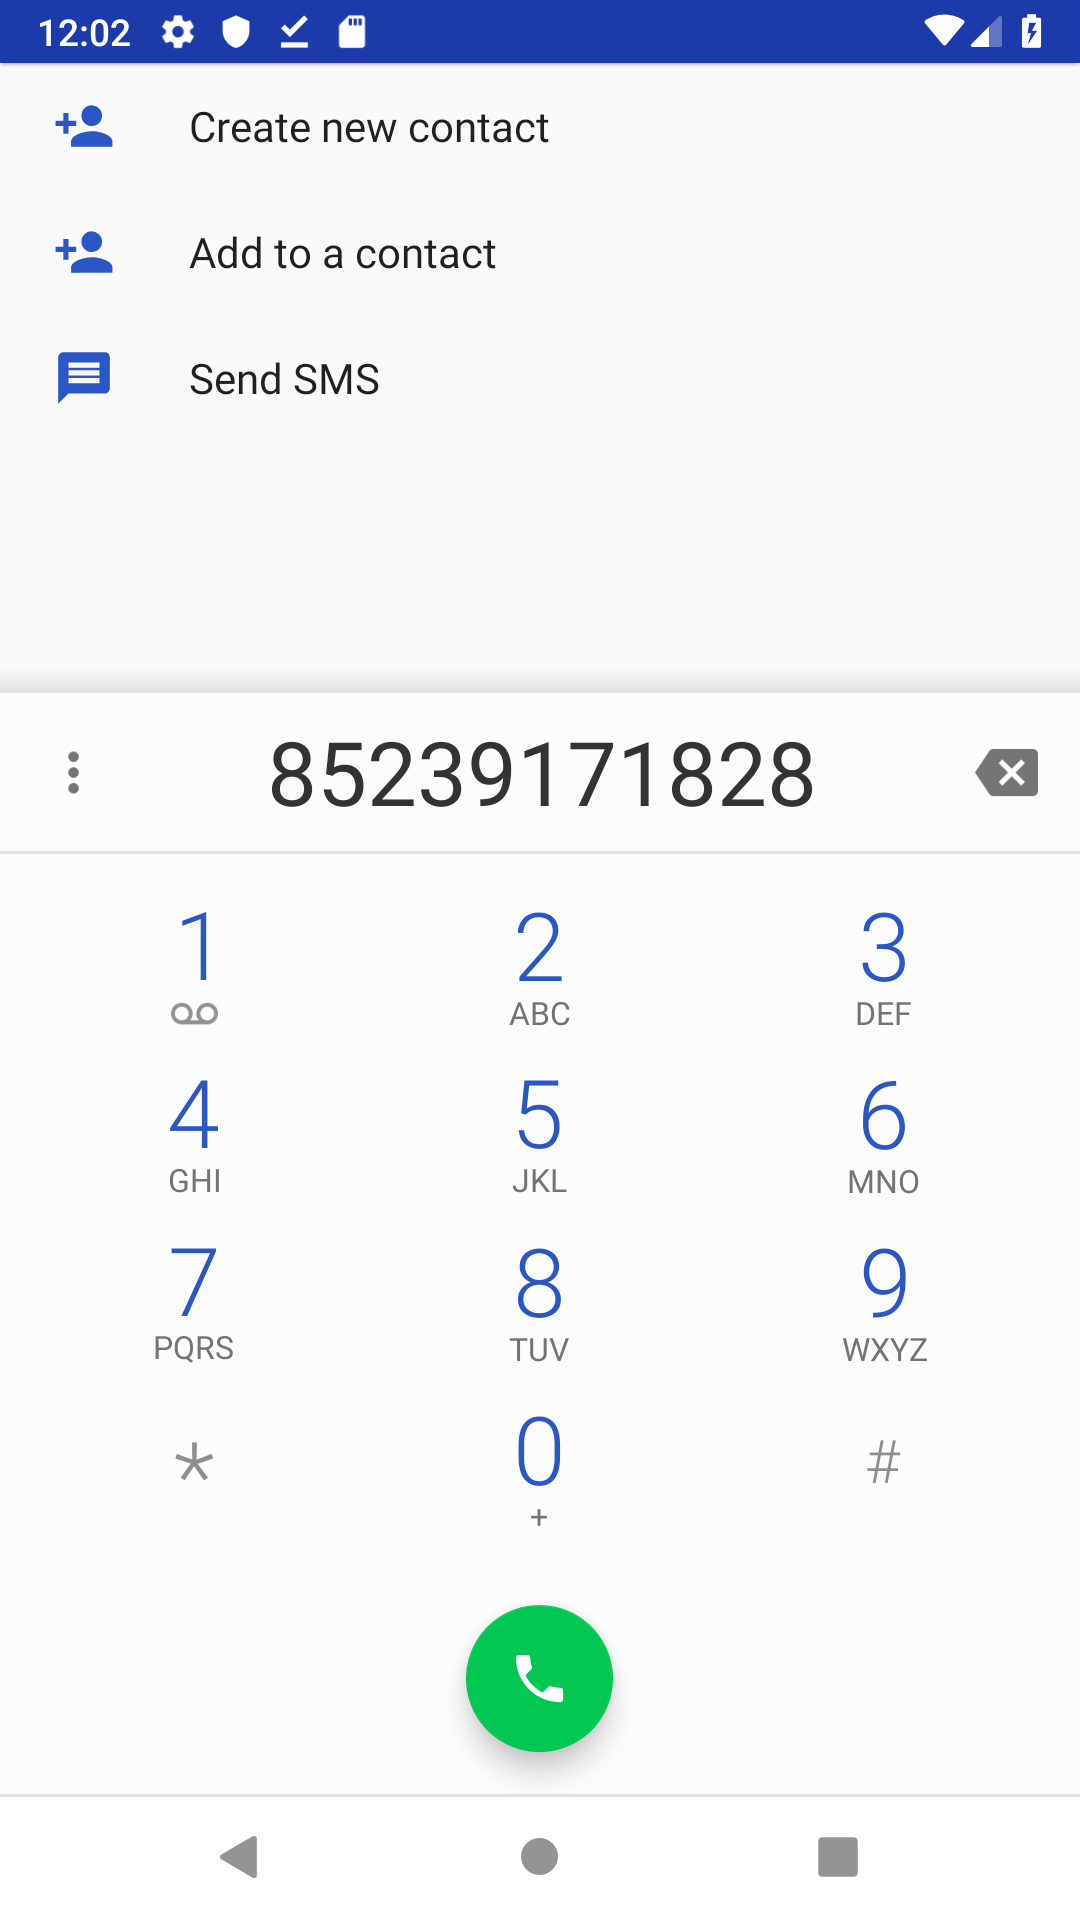 12:02
Create new contact
Add to a contact
Send SMS
85239171828
1 2 3
ABC DEF
4 5 6
GHI JKL MNO
7 8 9
PQRS TUV WXYZ
* 0 #
+